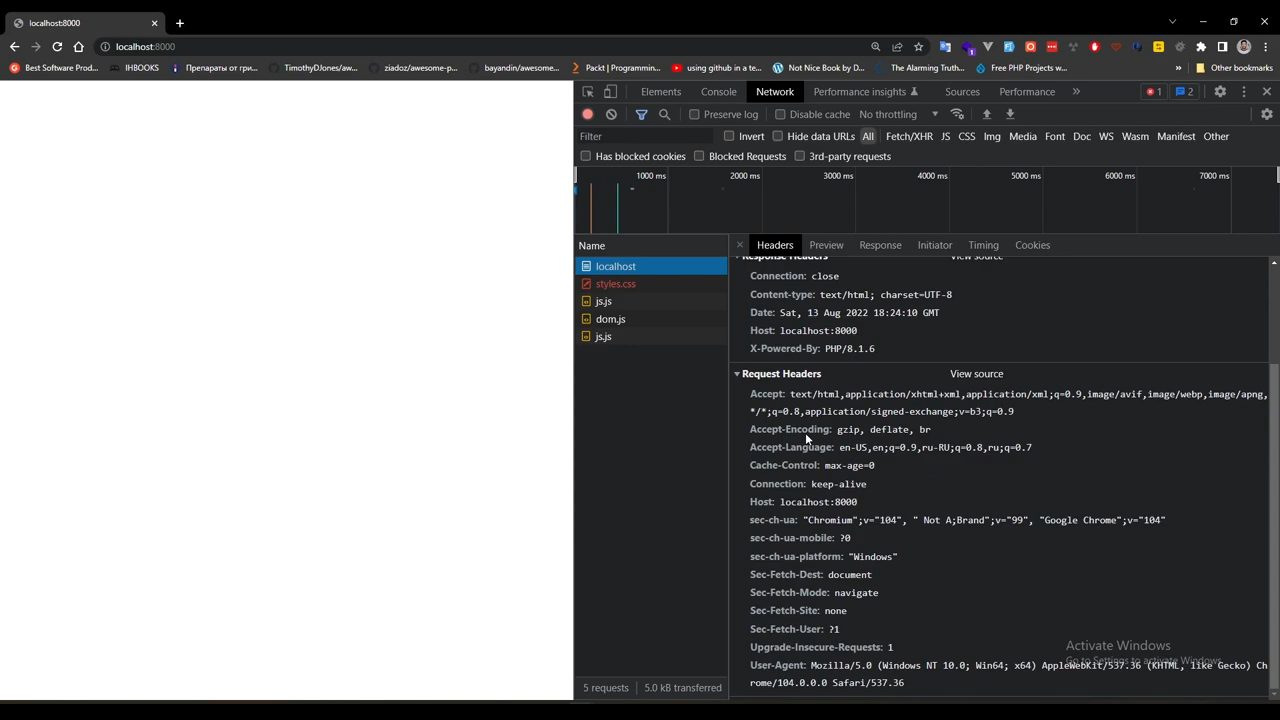 localhost:8000
localhost:8000
Best Software Prod...
IHBOOKS
Препараты от гри...
TimothyDJones/aw...
ziadoz/awesome-p...
bayandin/awesome...
Packt | Programmin...
using github in a te...
Not Nice Book by D...
The Alarming Truth...
Free PHP Projects w...
»
Other bookmarks
Elements
Console
Network
Performance insights
Sources
Performance
»
1
2
Preserve log
Disable cache
No throttling
Filter
Invert
Hide data URLs
All
Fetch/XHR
JS
CSS
Img
Media
Font
Doc
WS
Wasm
Manifest
Other
Has blocked cookies
Blocked Requests
3rd-party requests
1000 ms
2000 ms
3000 ms
4000 ms
5000 ms
6000 ms
7000 ms
Name
Headers
Preview
Response
Initiator
Timing
Cookies
localhost
styles.css
js.js
dom.js
js.js
Response Headers
View source
Connection: close
Content-type: text/html; charset=UTF-8
Date: Sat, 13 Aug 2022 18:24:10 GMT
Host: localhost:8000
X-Powered-By: PHP/8.1.6
Request Headers
View source
Accept: text/html,application/xhtml+xml,application/xml;q=0.9,image/avif,image/webp,image/apng,
*/*;q=0.8,application/signed-exchange;v=b3;q=0.9
Accept-Encoding: gzip, deflate, br
Accept-Language: en-US,en;q=0.9,ru-RU;q=0.8,ru;q=0.7
Cache-Control: max-age=0
Connection: keep-alive
Host: localhost:8000
sec-ch-ua: "Chromium";v="104", " Not A;Brand";v="99", "Google Chrome";v="104"
sec-ch-ua-mobile: ?0
sec-ch-ua-platform: "Windows"
Sec-Fetch-Dest: document
Sec-Fetch-Mode: navigate
Sec-Fetch-Site: none
Sec-Fetch-User: ?1
Upgrade-Insecure-Requests: 1
User-Agent: Mozilla/5.0 (Windows NT 10.0; Win64; x64) AppleWebKit/537.36 (KHTML, like Gecko) Ch
rome/104.0.0.0 Safari/537.36
Activate Windows
Go to Settings to activate Windows.
5 requests
5.0 kB transferred